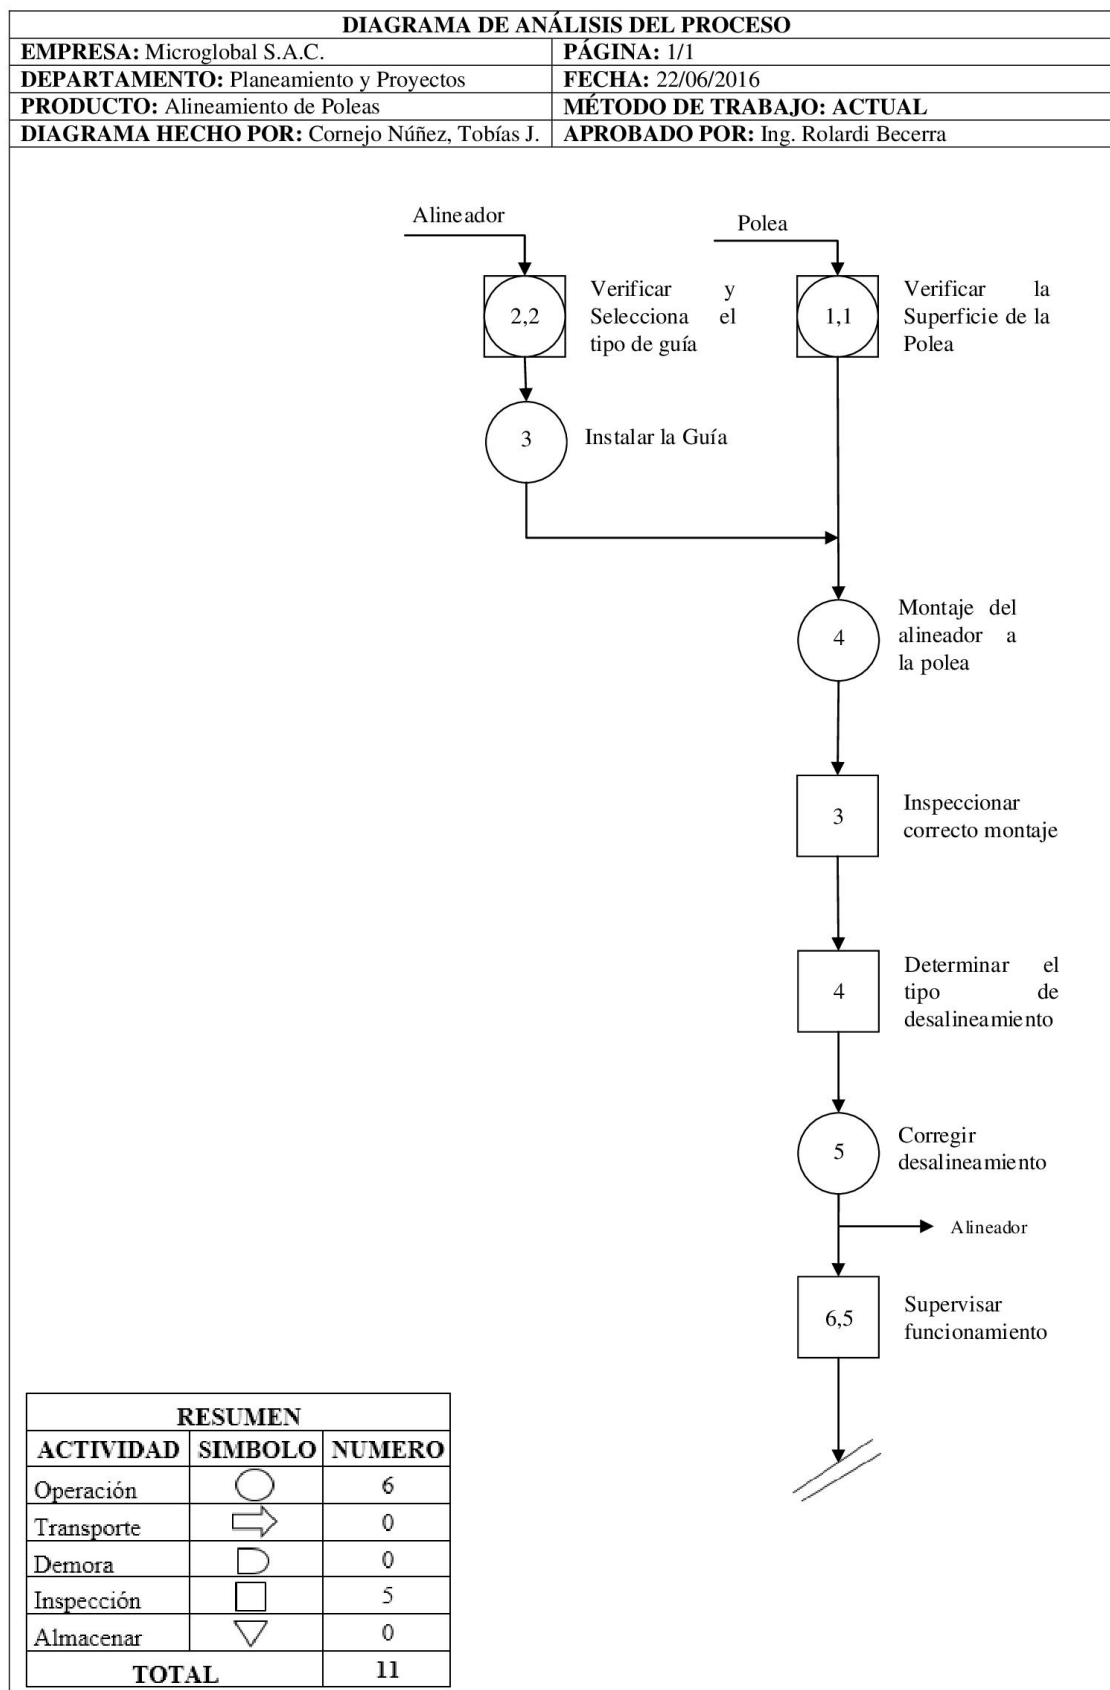 DIAGRAMA DE ANÁLISIS DEL PROCESO
EMPRESA: Microglobal S.A.C.
PÁGINA: 1/1
DEPARTAMENTO: Planeamiento y Proyectos
FECHA: 22/06/2016
PRODUCTO: Alineamiento de Poleas
MÉTODO DE TRABAJO: ACTUAL
DIAGRAMA HECHO POR: Cornejo Núñez, Tobías J.
APROBADO POR: Ing. Rolardi Becerra
Alineador
Polea
2,2
Verificar y
Selecciona el
tipo de guía
1,1
Verificar la
Superficie de la
Polea
3
Instalar la Guía
4
Montaje del
alineador a
la polea
3
Inspeccionar
correcto montaje
4
Determinar el
tipo de
desalineamiento
5
Corregir
desalineamiento
Alineador
6,5
Supervisar
funcionamiento
RESUMEN
ACTIVIDAD SIMBOLO NUMERO
Operación 6
Transporte 0
Demora 0
Inspección 5
Almacenar 0
TOTAL 11